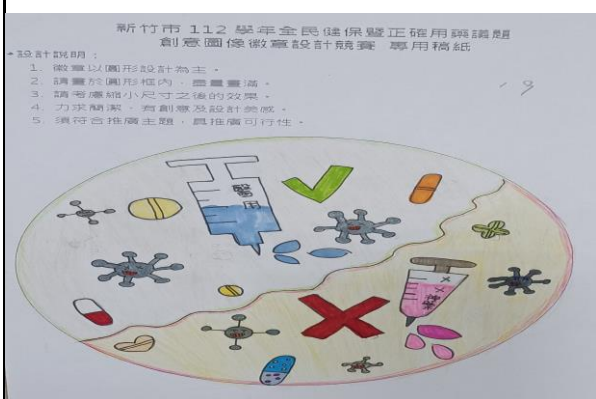 新竹市 112 學年全民健保暨正確用藥議題
創意圖像徽章設計競賽 專用稿紙
•設計說明：
1. 徽章以圓形設計為主。
2. 請畫於圓形框內，盡量畫滿。
3. 請考慮縮小尺寸之後的效果。
4. 力求簡潔，有創意及設計美感。
5. 須符合推廣主題，具推廣可行性。